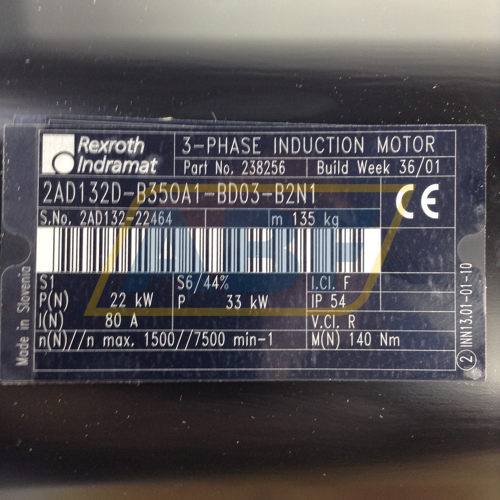 Rexroth
Indramat
3-PHASE INDUCTION MOTOR
Part No. 238256 Build Week 36/01
2AD132D-B350A1-BD03-B2N1
S.No. 2AD132-22464 m 135 kg
CE
ABF
S1 S6/44% I.Cl. F
P(N) 22 kW P 33 kW IP 54
I(N) 80 A V.Cl. R
n(N)//n max. 1500//7500 min-1 M(N) 140 Nm
Made in Slovenia
2 INN13.01-01-10